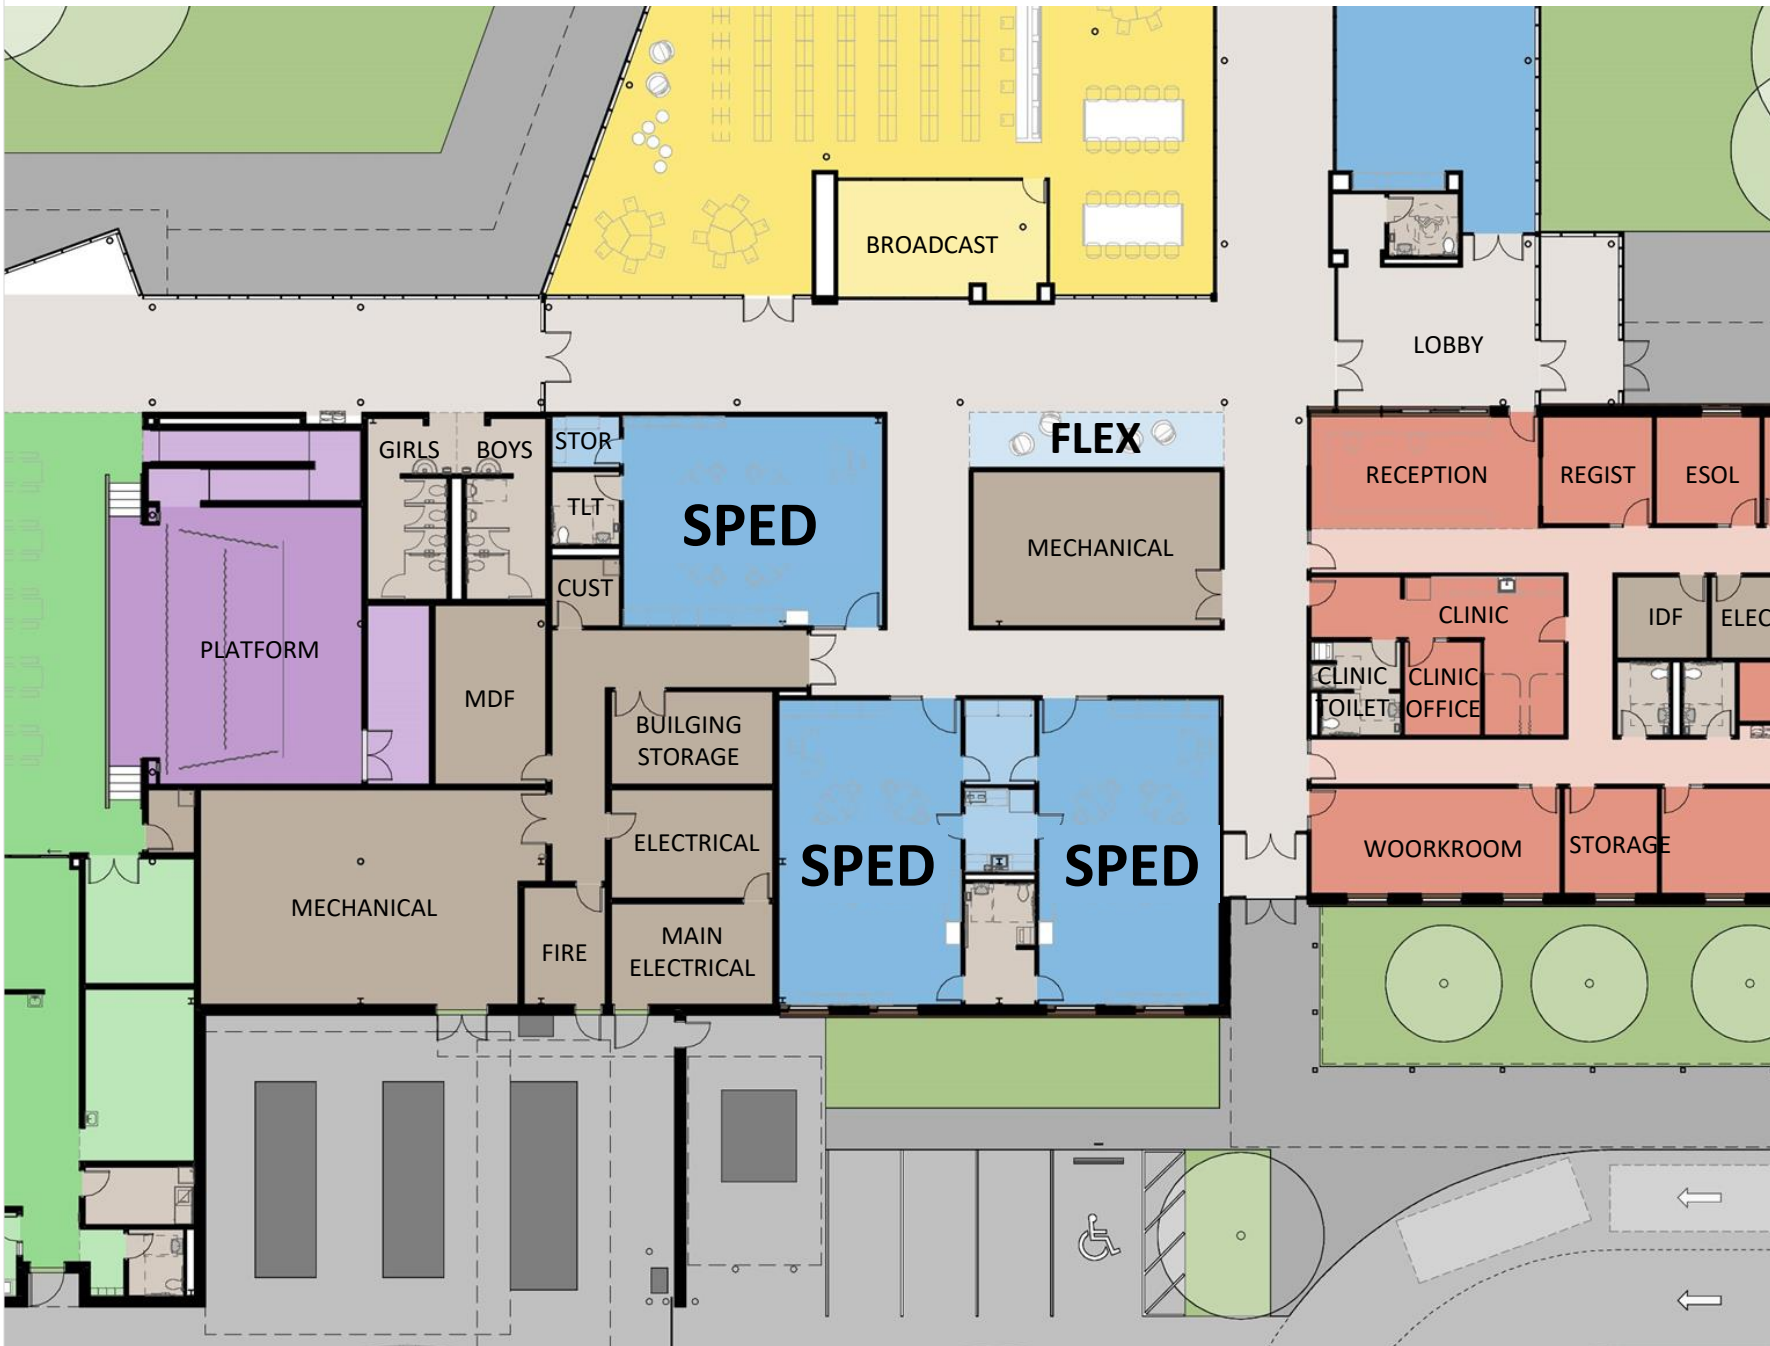 BROADCAST
LOBBY
GIRLS
BOYS
STOR
FLEX
RECEPTION
REGIST
ESOL
TLT
SPED
MECHANICAL
CUST
CLINIC
IDF
ELEC
PLATFORM
MDF
CLINIC
TOILET
CLINIC
OFFICE
BUILGING
STORAGE
ELECTRICAL
SPED
SPED
WOORKROOM
STORAGE
MECHANICAL
FIRE
MAIN
ELECTRICAL